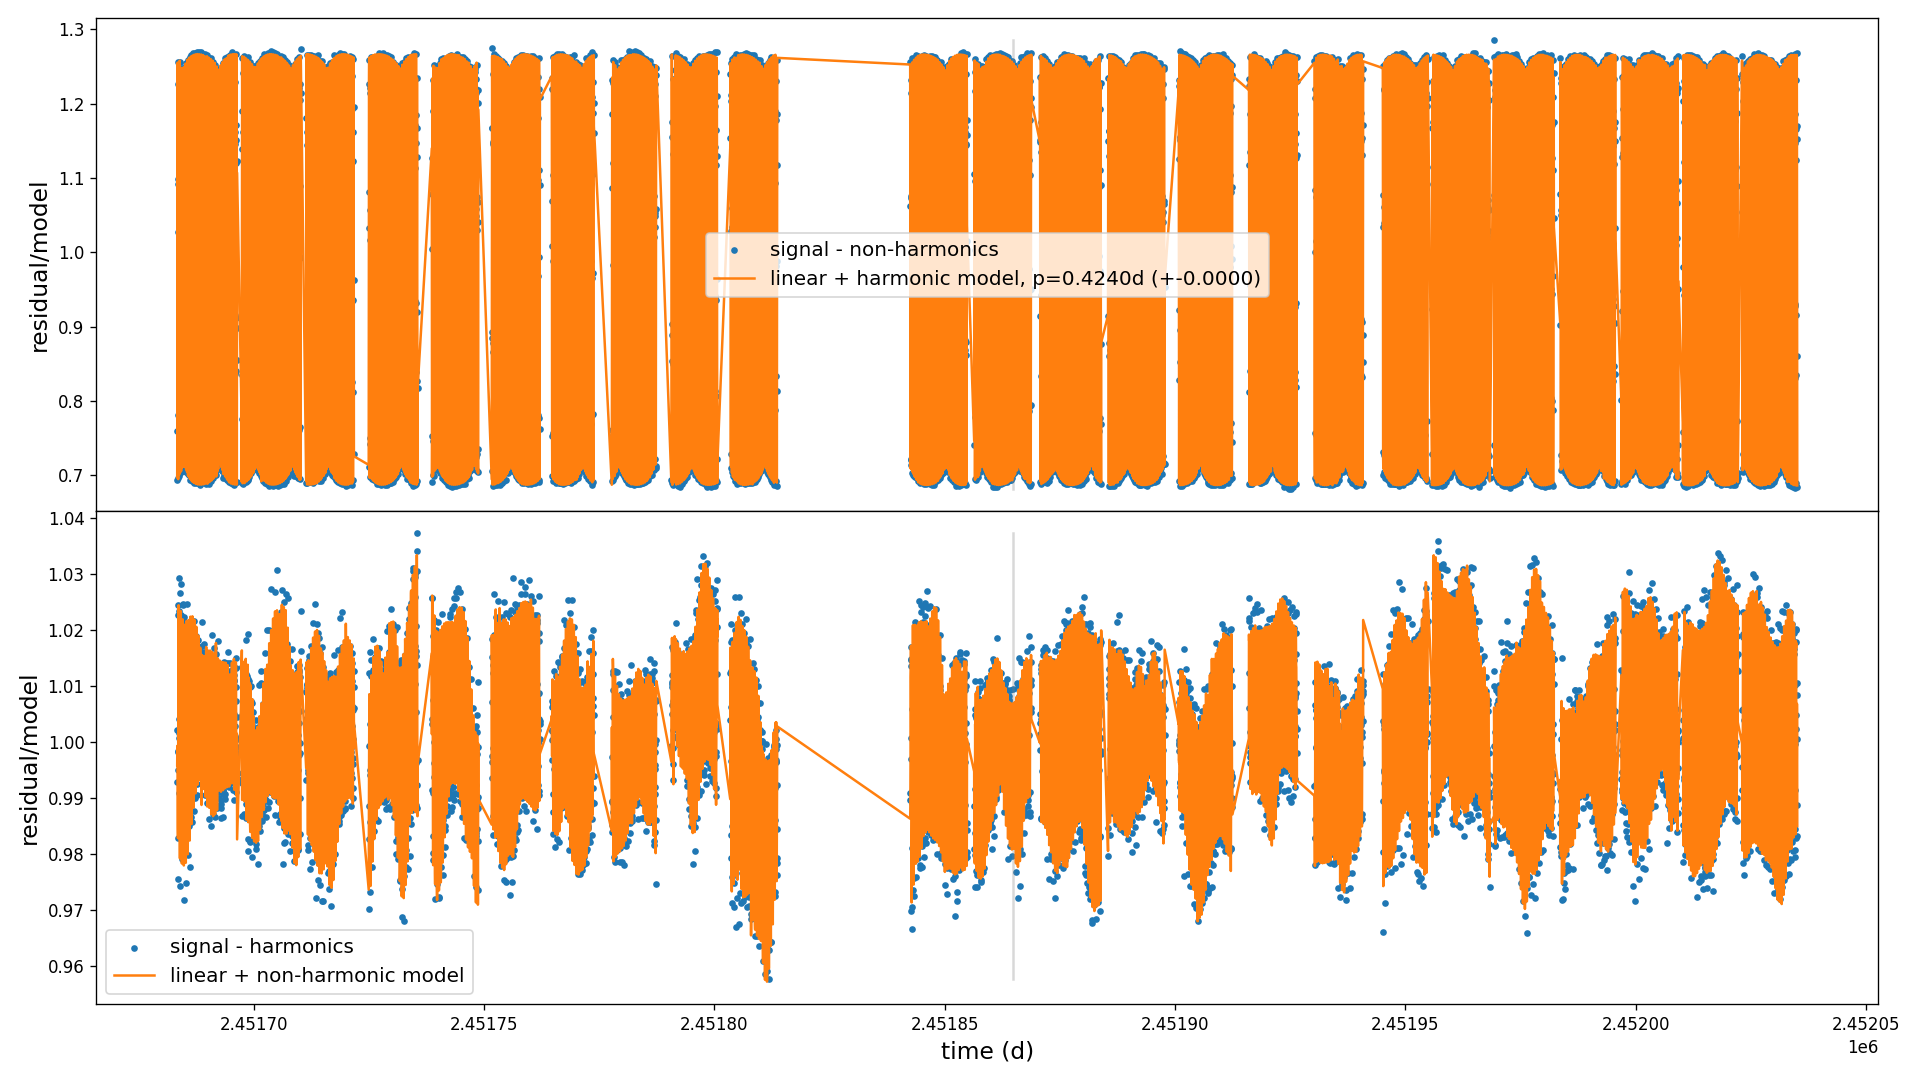 1.3
1.2
1.1
1.0
0.9
0.8
0.7
residual/model
signal - non-harmonics
linear + harmonic model, p=0.4240d (+-0.0000)
1.04
1.03
1.02
1.01
1.00
0.99
0.98
0.97
0.96
residual/model
signal - harmonics
linear + non-harmonic model
2.45170 2.45175 2.45180 2.45185 2.45190 2.45195 2.45200 2.45205
time (d)
1e6